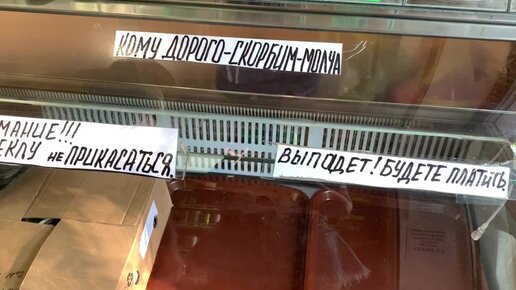 КОМУ ДОРОГО-СКОРБИМ-МОЛЧА
МАНИЕ!!!
ЕКЛУ НЕ ПРИКАСАТЬСЯ.
ВЫПАДЕТ! БУДЕТЕ ПЛАТИТЬ.